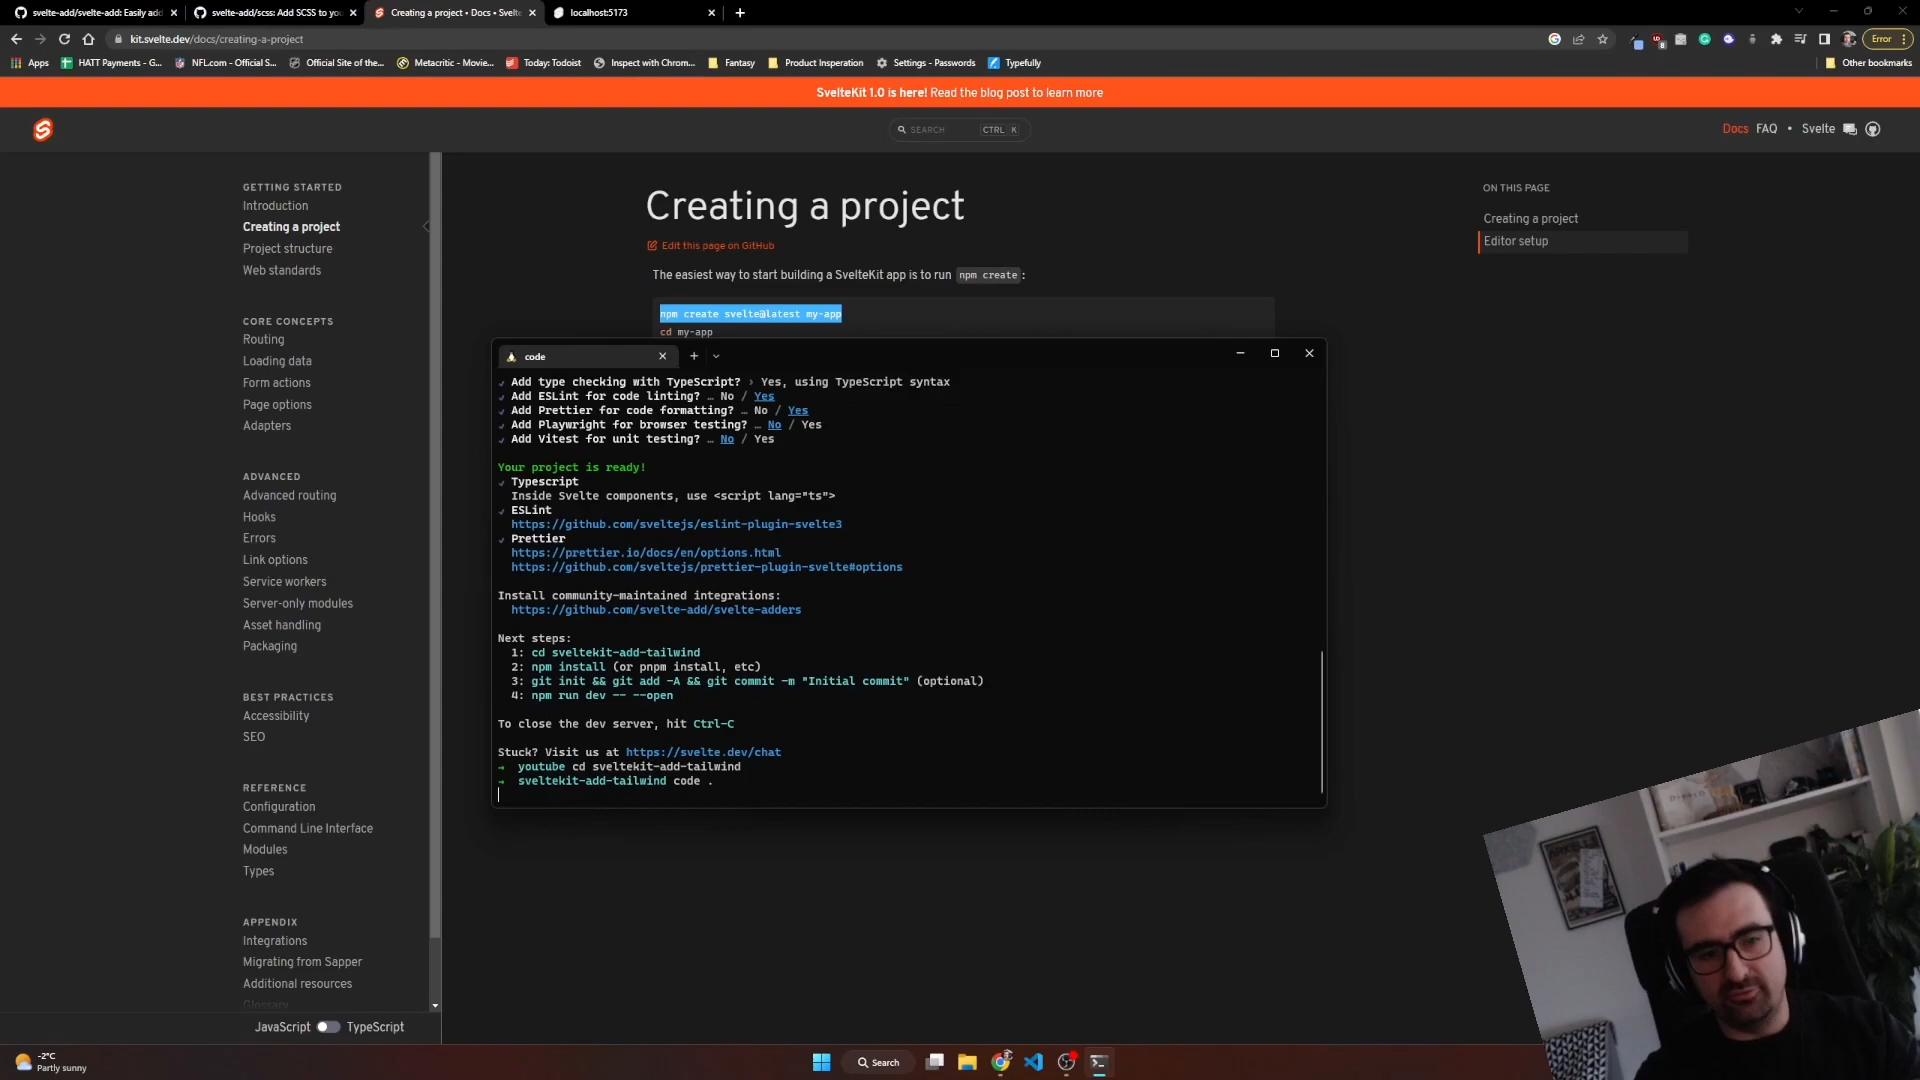 svelte-add/svelte-add: Easily add
svelte-add/scss: Add SCSS to you
Creating a project • Docs • Svelte
localhost:5173
kit.svelte.dev/docs/creating-a-project
Error
Apps
HATT Payments - G...
NFL.com - Official S...
Official Site of the...
Metacritic - Movie...
Today: Todoist
Inspect with Chrom...
Fantasy
Product Insperation
Settings - Passwords
Typefully
Other bookmarks
SvelteKit 1.0 is here! Read the blog post to learn more
SEARCH CTRL K
Docs FAQ • Svelte
GETTING STARTED
Introduction
Creating a project
Project structure
Web standards
CORE CONCEPTS
Routing
Loading data
Form actions
Page options
Adapters
ADVANCED
Advanced routing
Hooks
Errors
Link options
Service workers
Server-only modules
Asset handling
Packaging
BEST PRACTICES
Accessibility
SEO
REFERENCE
Configuration
Command Line Interface
Modules
Types
APPENDIX
Integrations
Migrating from Sapper
Additional resources
Glossary
JavaScript TypeScript
Creating a project
Edit this page on GitHub
The easiest way to start building a SvelteKit app is to run npm create:
npm create svelte@latest my-app
cd my-app
ON THIS PAGE
Creating a project
Editor setup
code
✓ Add type checking with TypeScript? › Yes, using TypeScript syntax
✓ Add ESLint for code linting? … No / Yes
✓ Add Prettier for code formatting? … No / Yes
✓ Add Playwright for browser testing? … No / Yes
✓ Add Vitest for unit testing? … No / Yes
Your project is ready!
✓ Typescript
Inside Svelte components, use <script lang="ts">
✓ ESLint
https://github.com/sveltejs/eslint-plugin-svelte3
✓ Prettier
https://prettier.io/docs/en/options.html
https://github.com/sveltejs/prettier-plugin-svelte#options
Install community-maintained integrations:
https://github.com/svelte-add/svelte-adders
Next steps:
1: cd sveltekit-add-tailwind
2: npm install (or pnpm install, etc)
3: git init && git add -A && git commit -m "Initial commit" (optional)
4: npm run dev -- --open
To close the dev server, hit Ctrl-C
Stuck? Visit us at https://svelte.dev/chat
→ youtube cd sveltekit-add-tailwind
→ sveltekit-add-tailwind code .
-2°C
Partly sunny
Search